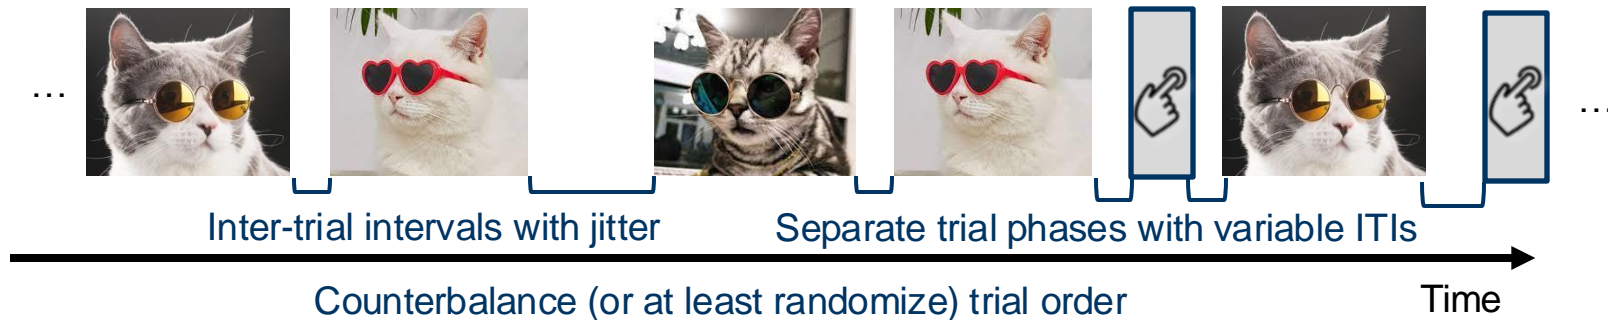 ... ...
Inter-trial intervals with jitter Separate trial phases with variable ITIs
Counterbalance (or at least randomize) trial order Time